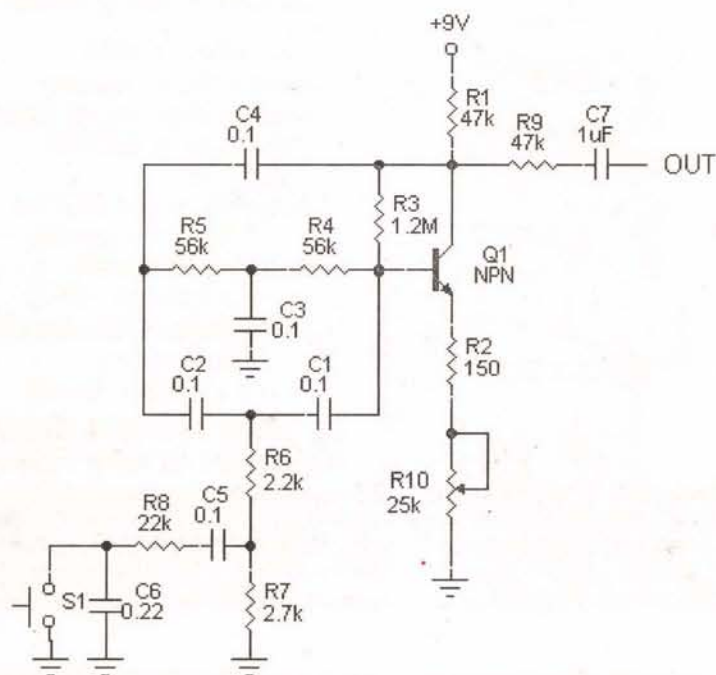 +9V
R1
47k
C4
0.1
R9
47k
C7
1uF
OUT
R3
1.2M
R5
56k
R4
56k
Q1
NPN
C3
0.1
R2
150
C2
0.1
C1
0.1
R6
2.2k
R10
25k
R8
22k
C5
0.1
S1
C6
0.22
R7
2.7k